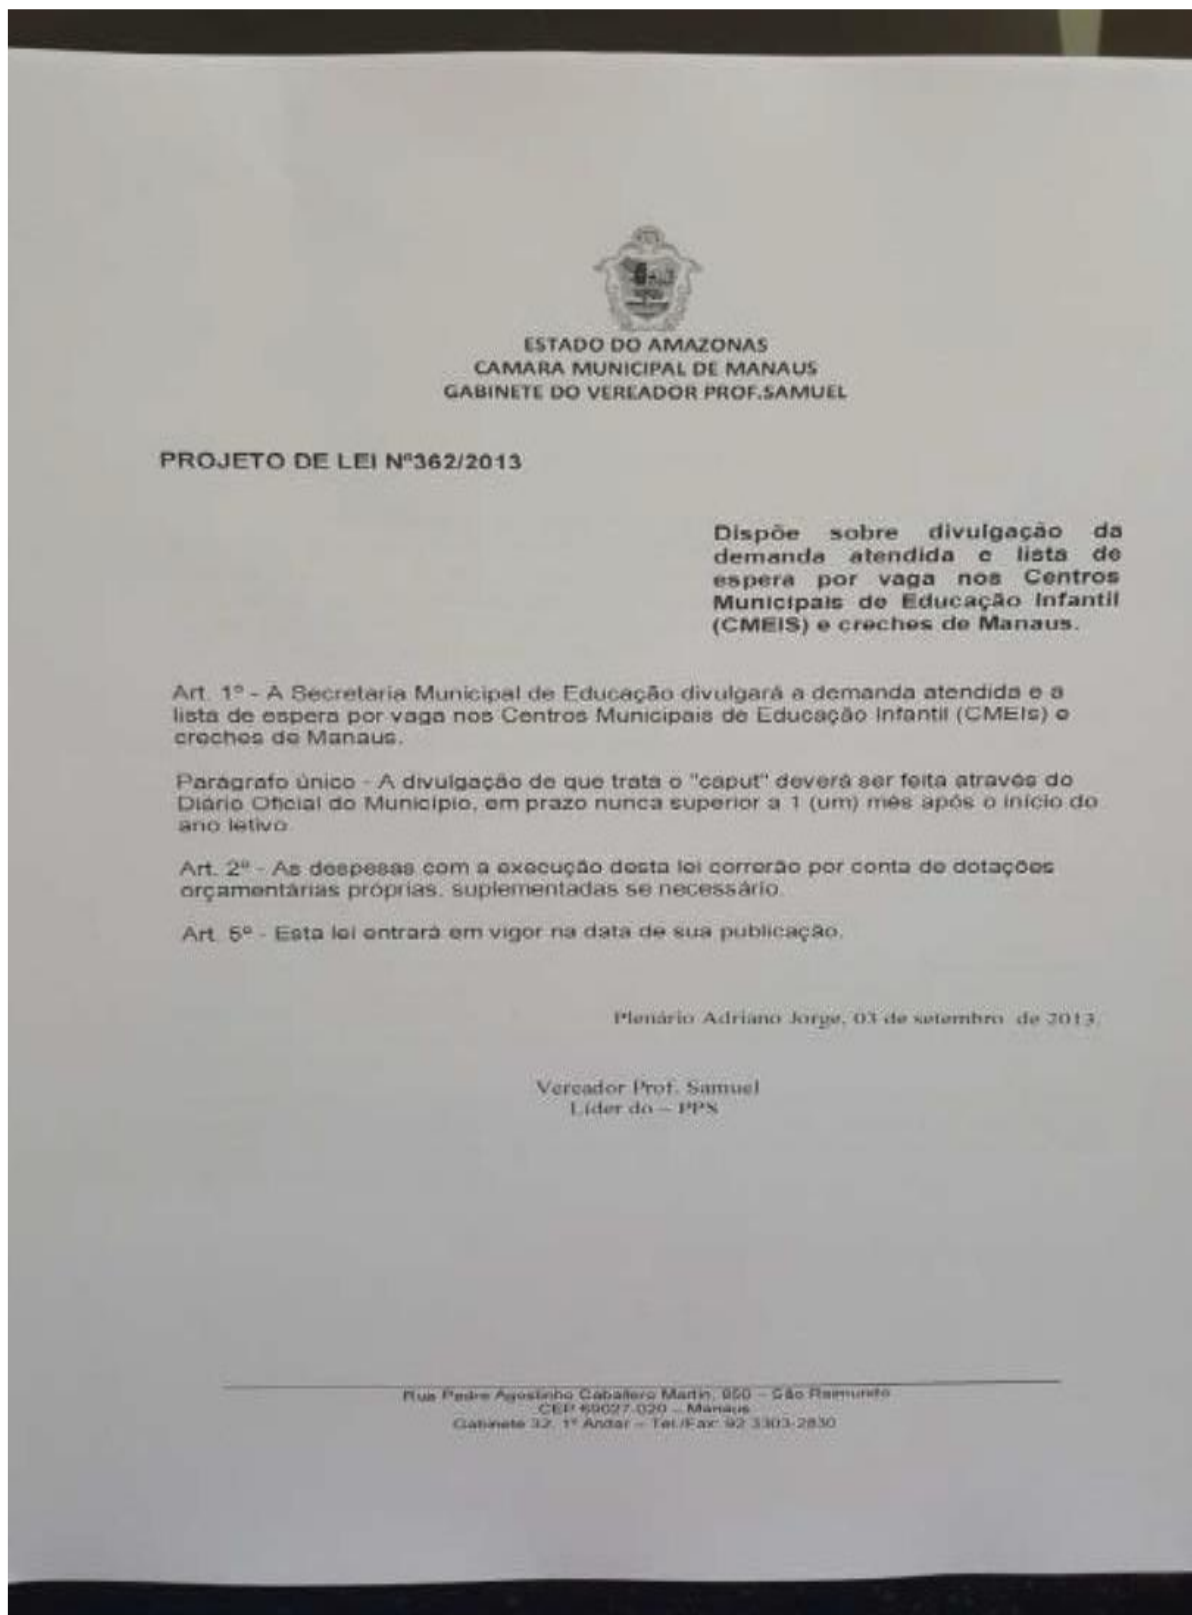 ESTADO DO AMAZONAS
CAMARA MUNICIPAL DE MANAUS
GABINETE DO VEREADOR PROF.SAMUEL
PROJETO DE LEI Nº362/2013
Dispõe sobre divulgação da
demanda atendida e lista de
espera por vaga nos Centros
Municipais de Educação Infantil
(CMEIS) e creches de Manaus.
Art. 1º - A Secretaria Municipal de Educação divulgará a demanda atendida e a
lista de espera por vaga nos Centros Municipais de Educação Infantil (CMEIs) e
creches de Manaus.
Parágrafo único - A divulgação de que trata o "caput" deverá ser feita através do
Diário Oficial do Município, em prazo nunca superior a 1 (um) mês após o início do
ano letivo.
Art. 2º - As despesas com a execução desta lei correrão por conta de dotações
orçamentárias próprias, suplementadas se necessário.
Art. 5º - Esta lei entrará em vigor na data de sua publicação.
Plenário Adriano Jorge, 03 de setembro de 2013.
Vereador Prof. Samuel
Líder do – PPS
Rua Padre Agostinho Caballero Martin, 850 – São Raimundo
CEP 69027-020 – Manaus
Gabinete 32, 1º Andar – Tel./Fax: 92 3303-2830